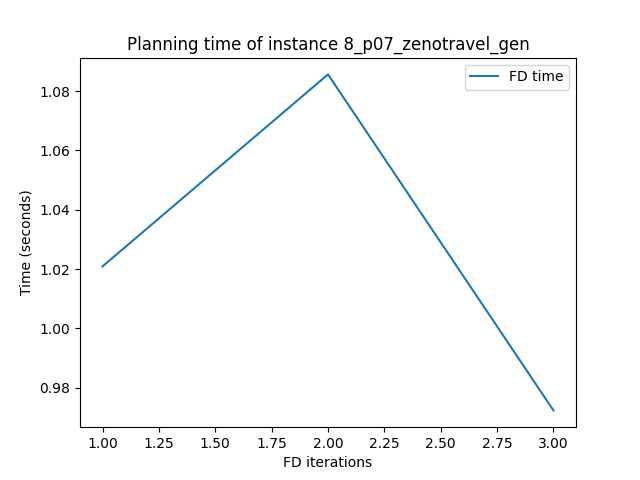 Planning time of instance 8_p07_zenotravel_gen
FD time
Time (seconds)
1.08
1.06
1.04
1.02
1.00
0.98
1.00 1.25 1.50 1.75 2.00 2.25 2.50 2.75 3.00
FD iterations